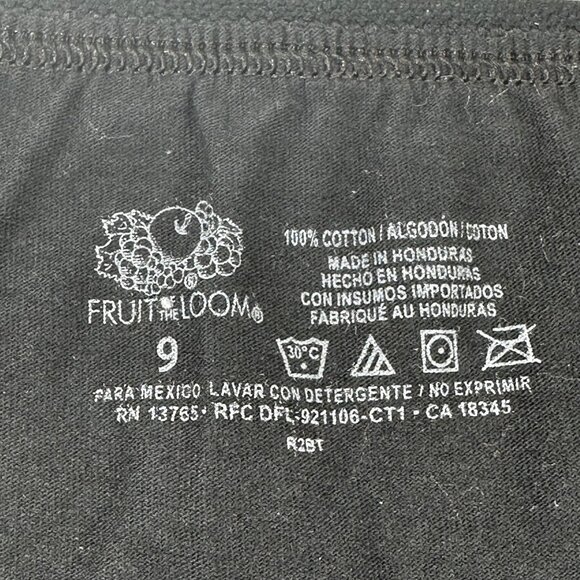 FRUIT OF THE LOOM®
9
100% COTTON / ALGODÓN / COTON
MADE IN HONDURAS
HECHO EN HONDURAS
CON INSUMOS IMPORTADOS
FABRIQUÉ AU HONDURAS
30°C
PARA MEXICO LAVAR CON DETERGENTE / NO EXPRIMIR
RN 13765 · RFC DFL-921106-CT1 · CA 18345
R2BT